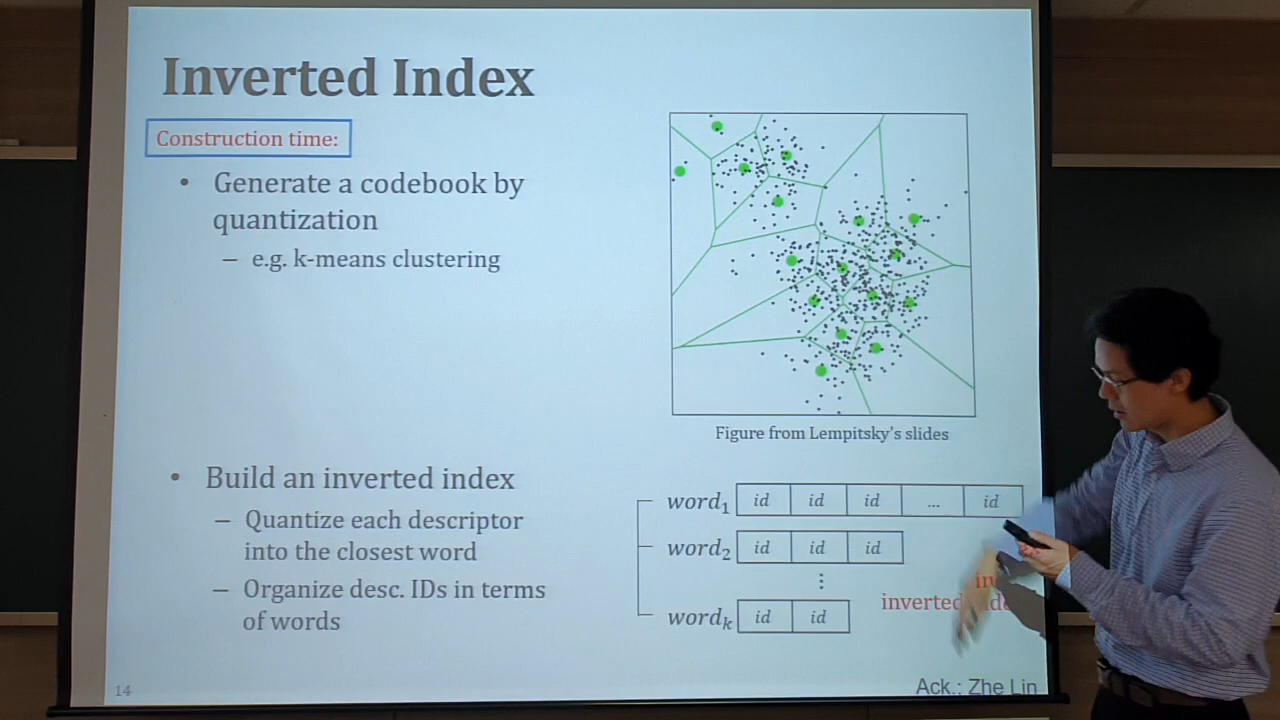 Inverted Index
Construction time:
• Generate a codebook by
quantization
– e.g. k-means clustering
Figure from Lempitsky's slides
• Build an inverted index
– Quantize each descriptor
into the closest word
– Organize desc. IDs in terms
of words
word₁ id id id ... id
word₂ id id id
⋮
wordₖ id id
inverted
14
Ack.: Zhe Lin